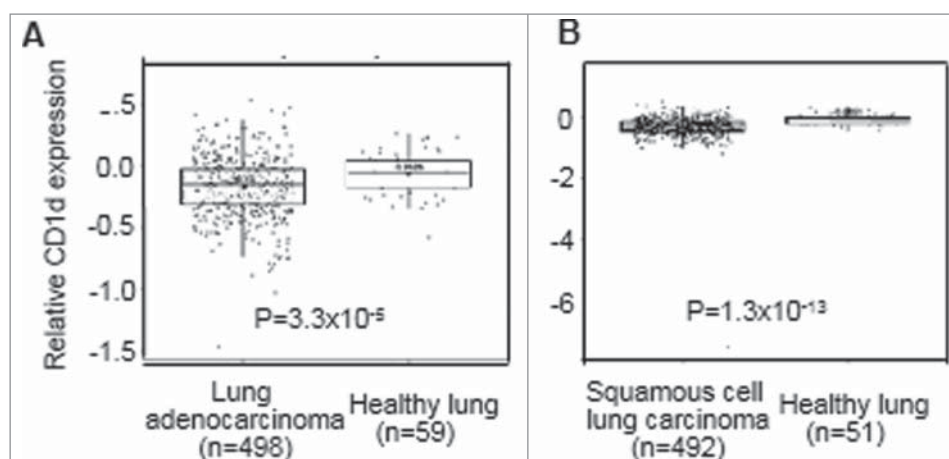 A
Relative CD1d expression
-.5
0.0
-0.5
-1.0
-1.5
P=3.3x10-5
Lung
adenocarcinoma
(n=498)
Healthy lung
(n=59)
B
0
-2
-4
-6
P=1.3x10-13
Squamous cell
lung carcinoma
(n=492)
Healthy lung
(n=51)